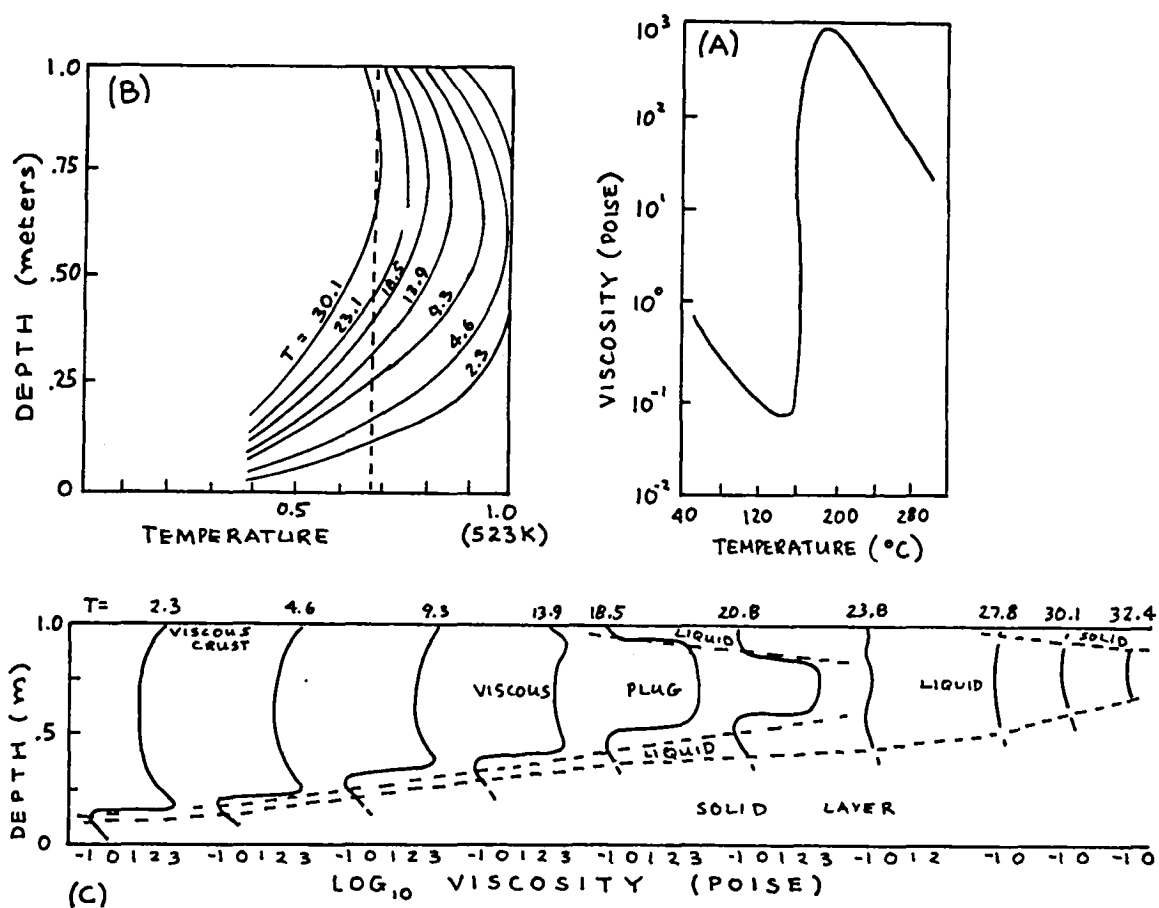 (B)
DEPTH (meters)
1.0
.75
.50
.25
0
T = 30.1
23.1
18.5
13.9
9.3
4.6
2.3
0.5
1.0
TEMPERATURE
(523K)
(A)
VISCOSITY (POISE)
10³
10²
10¹
10⁰
10⁻¹
10⁻²
40 120 200 280
TEMPERATURE (°C)
T= 2.3 4.6 9.3 13.9 18.5 20.8 23.8 27.8 30.1 32.4
DEPTH (m)
1.0
.5
0
VISCOUS
CRUST
LIQUID
SOLID
VISCOUS PLUG LIQUID
LIQUID
SOLID LAYER
-1 0 1 2 3 -1 0 1 2 3 -1 0 1 2 3 -1 0 1 2 3 -1 0 1 2 3 -1 0 1 2 3 -1 0 1 2 -1 0 -1 0 -1 0
(C)
LOG₁₀ VISCOSITY (POISE)